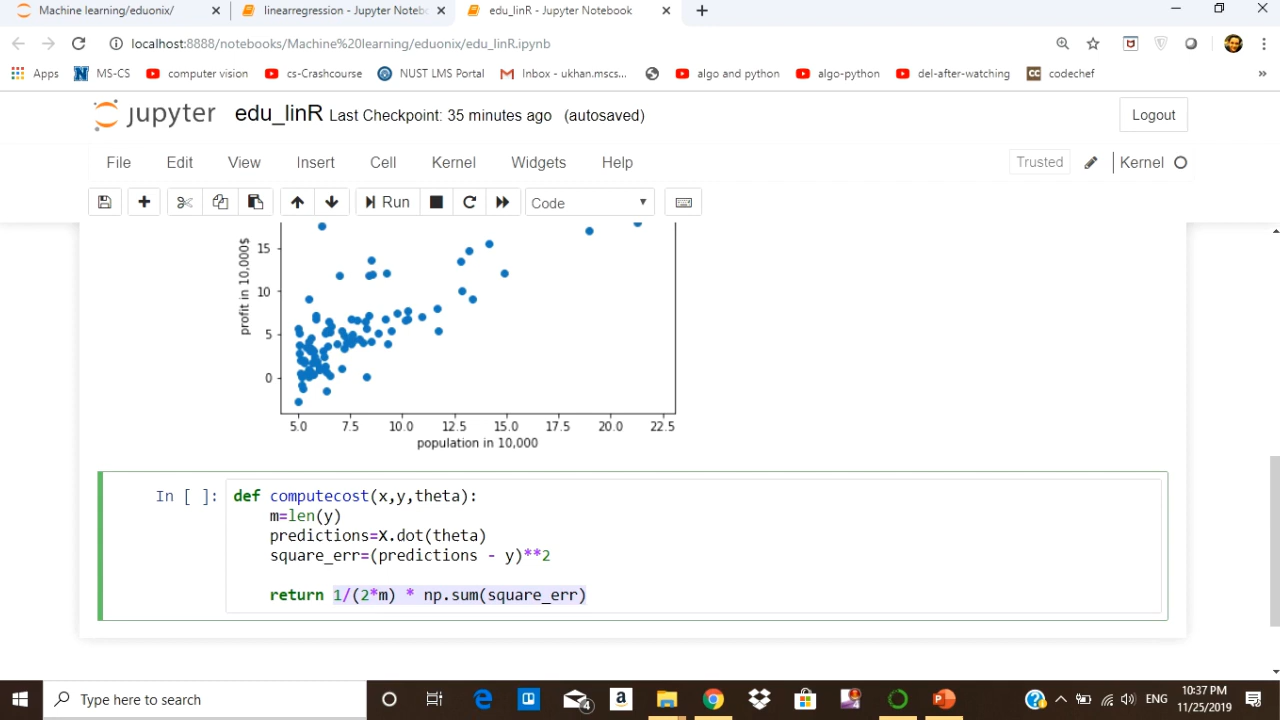 Machine learning/eduonix/
linearregression - Jupyter Noteb
edu_linR - Jupyter Notebook
localhost:8888/notebooks/Machine%20learning/eduonix/edu_linR.ipynb
Apps
MS-CS
computer vision
cs-Crashcourse
NUST LMS Portal
Inbox - ukhan.mscs...
algo and python
algo-python
del-after-watching
CC
codechef
jupyter
edu_linR Last Checkpoint: 35 minutes ago (autosaved)
Logout
File Edit View Insert Cell Kernel Widgets Help
Trusted
Kernel
Run
Code
profit in 10,000$
15
10
5
0
5.0 7.5 10.0 12.5 15.0 17.5 20.0 22.5
population in 10,000
In [ ]:
def computecost(x,y,theta):
m=len(y)
predictions=X.dot(theta)
square_err=(predictions - y)**2
return 1/(2*m) * np.sum(square_err)
Type here to search
4
ENG
10:37 PM
11/25/2019